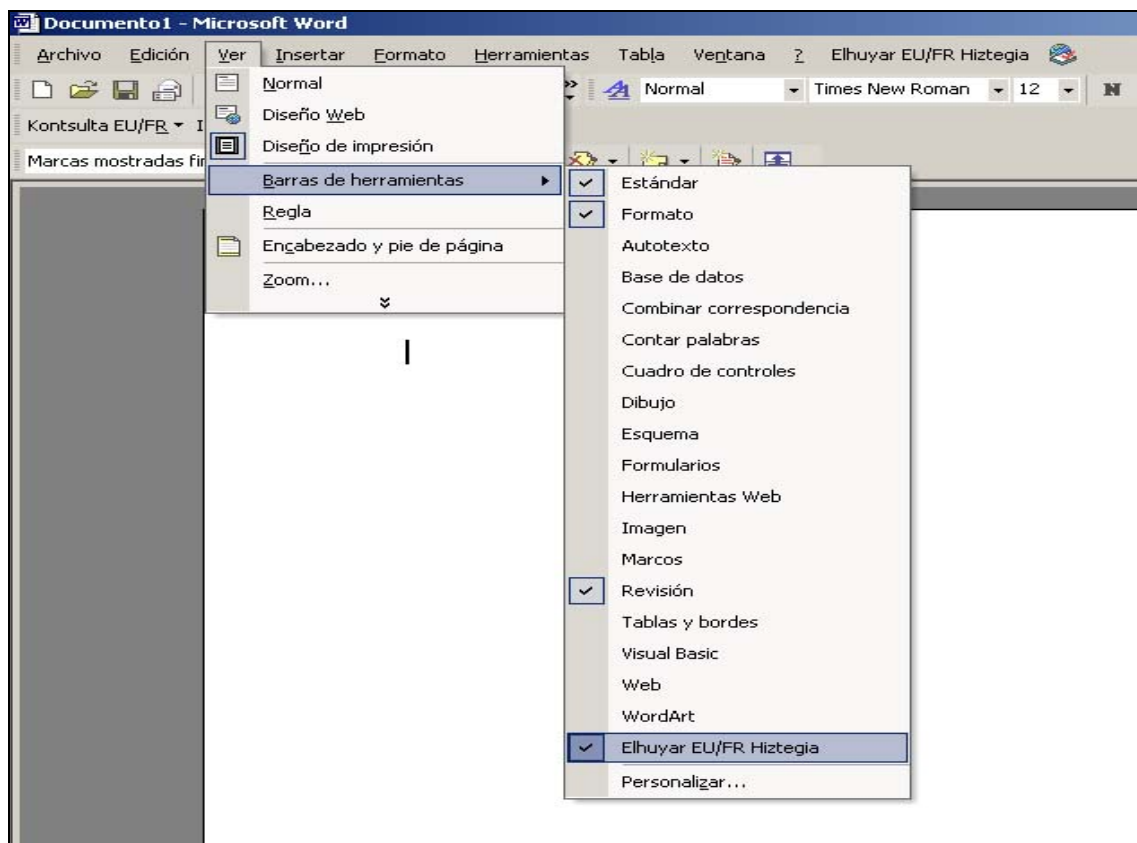 Documento1 - Microsoft Word
Archivo Edición Ver Insertar Formato Herramientas Tabla Ventana ? Elhuyar EU/FR Hiztegia
Normal Times New Roman 12 N
Kontsulta EU/FR
Marcas mostradas
Normal
Diseño Web
Diseño de impresión
Barras de herramientas
Regla
Encabezado y pie de página
Zoom...
Estándar
Formato
Autotexto
Base de datos
Combinar correspondencia
Contar palabras
Cuadro de controles
Dibujo
Esquema
Formularios
Herramientas Web
Imagen
Marcos
Revisión
Tablas y bordes
Visual Basic
Web
WordArt
Elhuyar EU/FR Hiztegia
Personalizar...